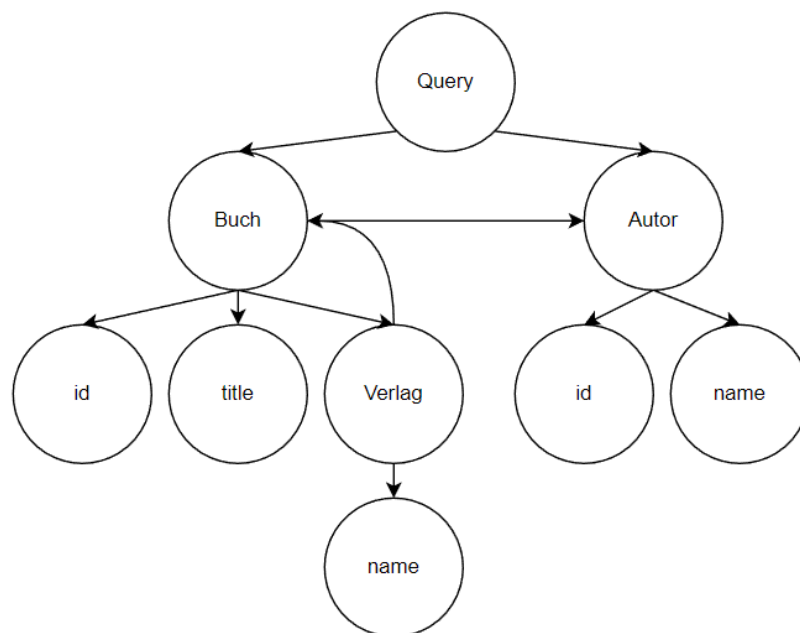 Query
Buch
Autor
id
title
Verlag
id
name
name